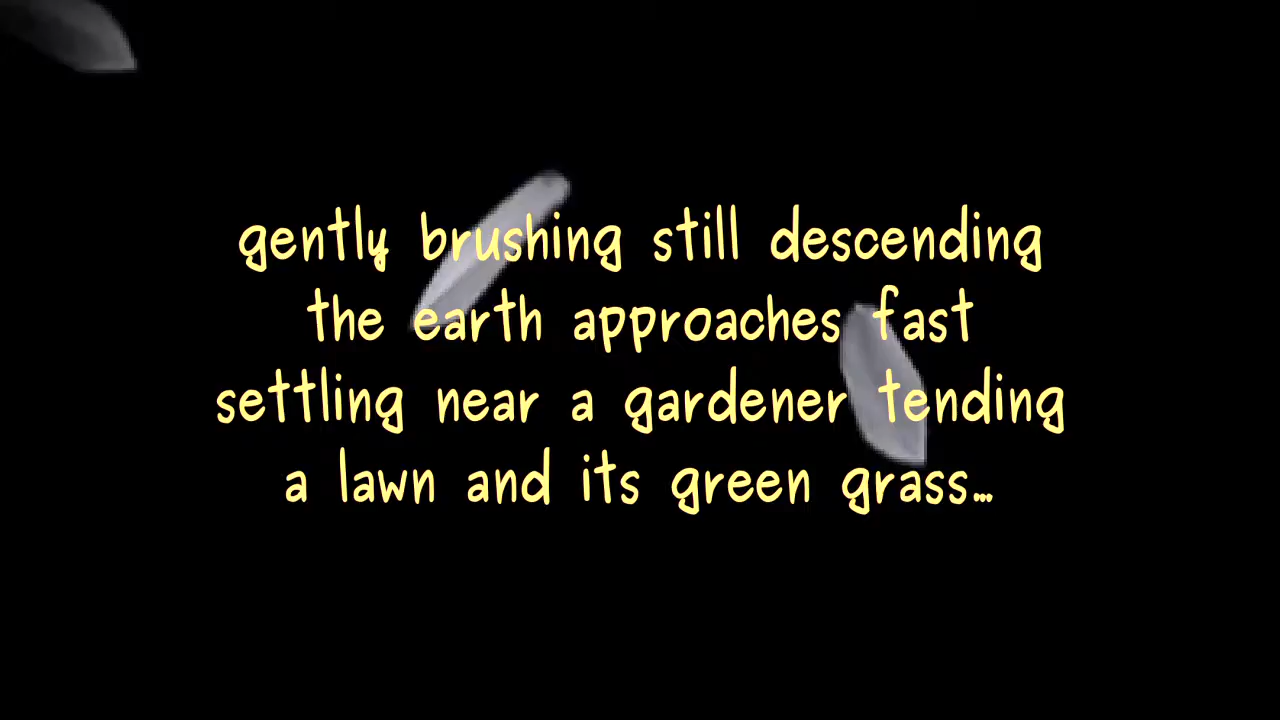 gently brushing still descending
the earth approaches fast
settling near a gardener tending
a lawn and its green grass...